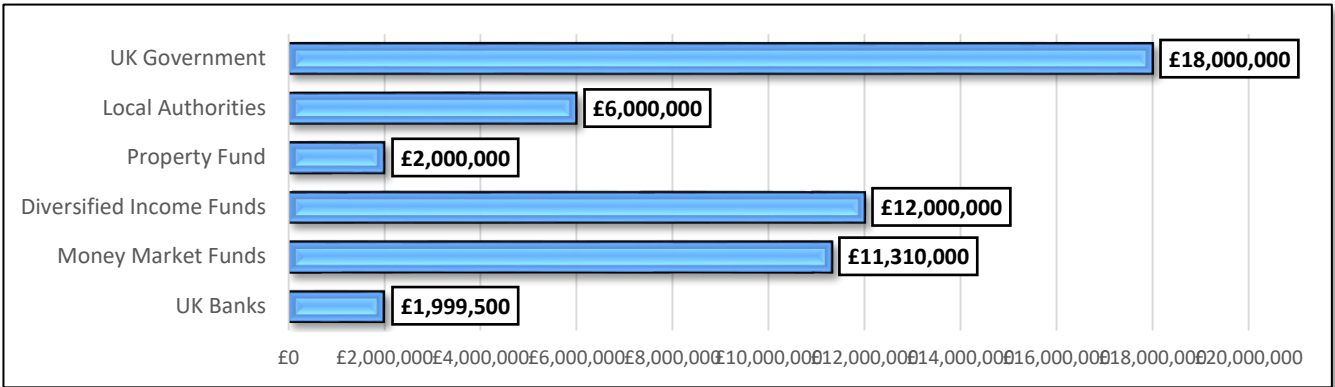 UK Government £18,000,000
Local Authorities £6,000,000
Property Fund £2,000,000
Diversified Income Funds £12,000,000
Money Market Funds £11,310,000
UK Banks £1,999,500
£0 £2,000,000 £4,000,000 £6,000,000 £8,000,000 £10,000,000 £12,000,000 £14,000,000 £16,000,000 £18,000,000 £20,000,000